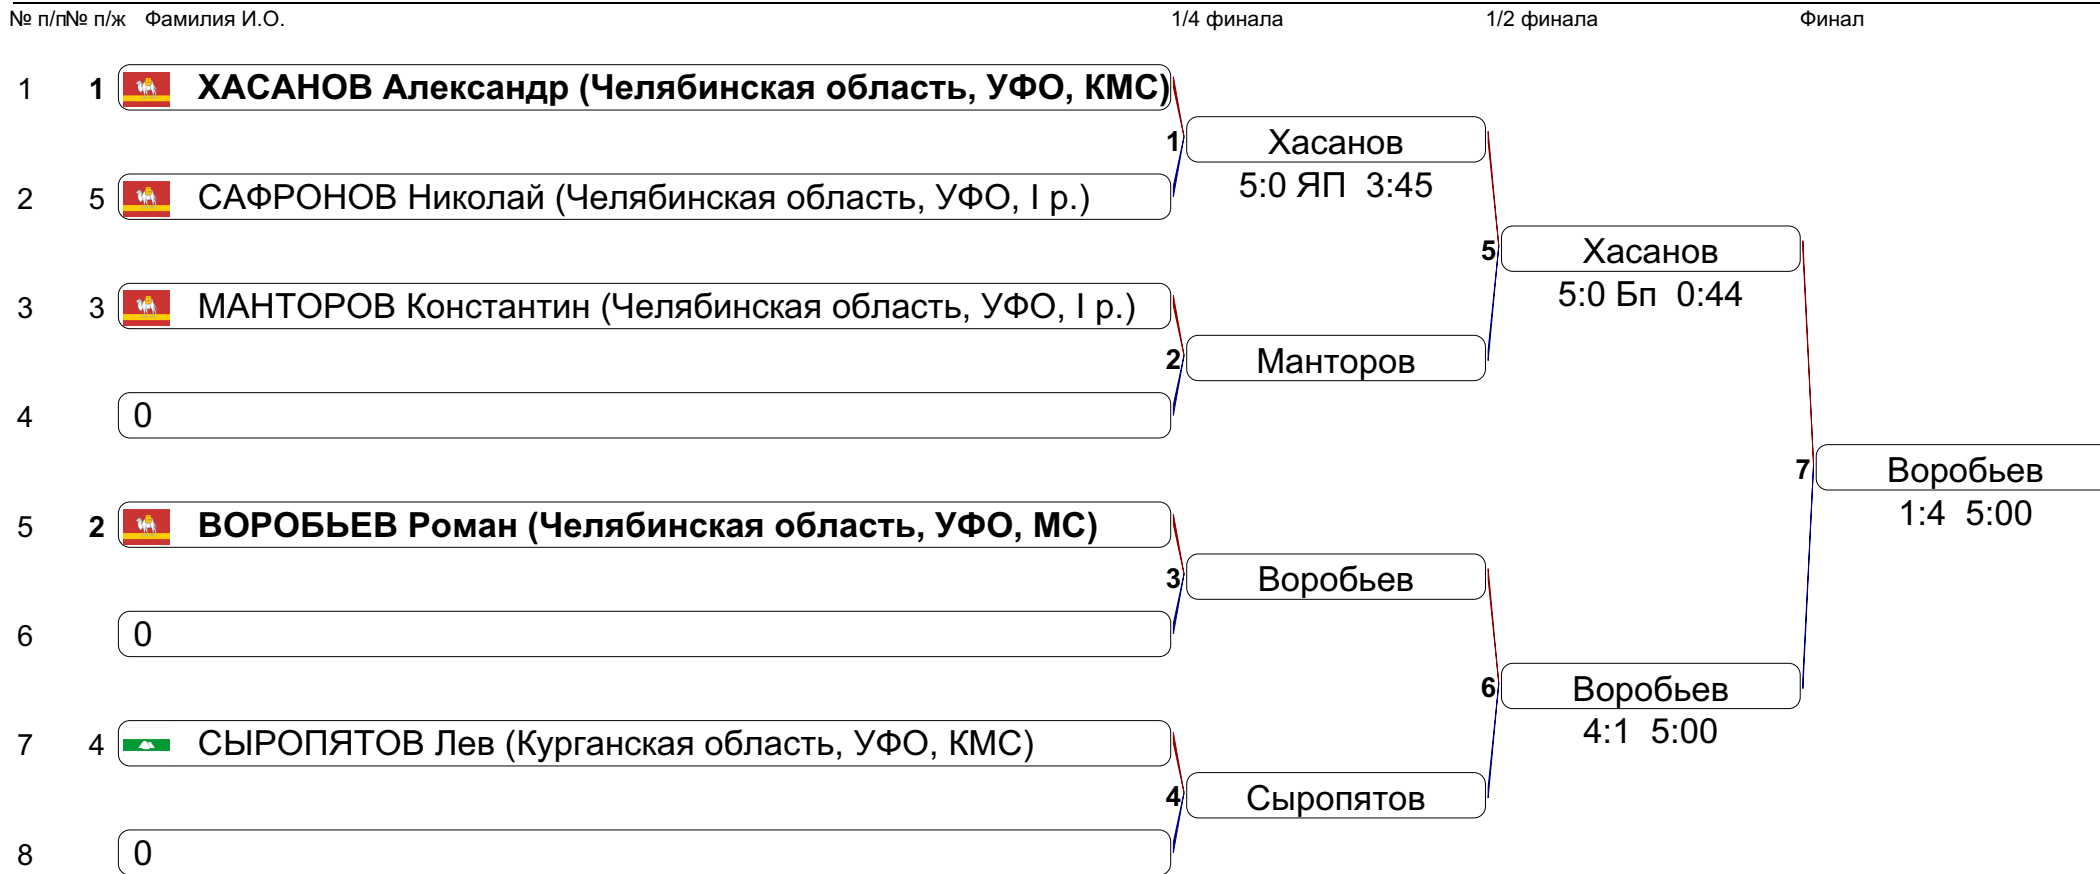 № п/п№ п/ж Фамилия И.О. 1/4 финала 1/2 финала Финал
1 1 ХАСАНОВ Александр (Челябинская область, УФО, КМС)
1 Хасанов
5:0 ЯП 3:45
2 5 САФРОНОВ Николай (Челябинская область, УФО, I р.)
5 Хасанов
5:0 Бп 0:44
3 3 МАНТОРОВ Константин (Челябинская область, УФО, I р.)
2 Манторов
4 0
7 Воробьев
1:4 5:00
5 2 ВОРОБЬЕВ Роман (Челябинская область, УФО, МС)
3 Воробьев
6 0
6 Воробьев
4:1 5:00
7 4 СЫРОПЯТОВ Лев (Курганская область, УФО, КМС)
4 Сыропятов
8 0